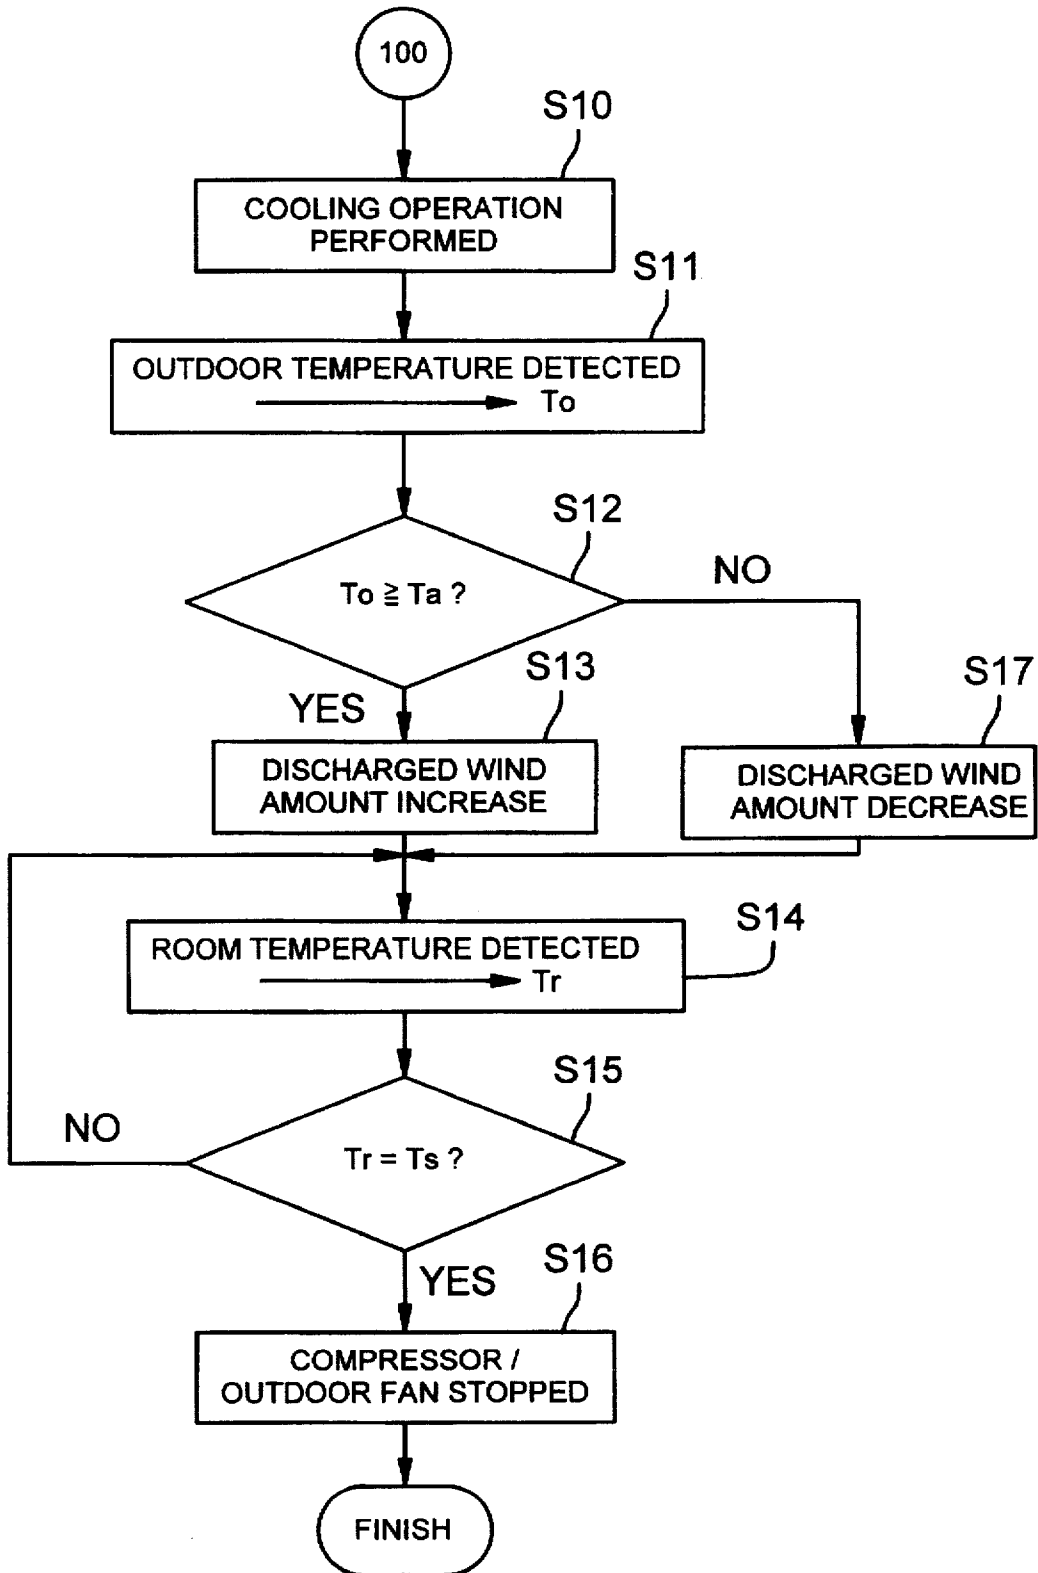 100
S10
COOLING OPERATION
PERFORMED
S11
OUTDOOR TEMPERATURE DETECTED
To
S12
To ≧ Ta ?
NO
YES
S13
S17
DISCHARGED WIND
AMOUNT INCREASE
DISCHARGED WIND
AMOUNT DECREASE
S14
ROOM TEMPERATURE DETECTED
Tr
S15
NO
Tr = Ts ?
YES
S16
COMPRESSOR /
OUTDOOR FAN STOPPED
FINISH